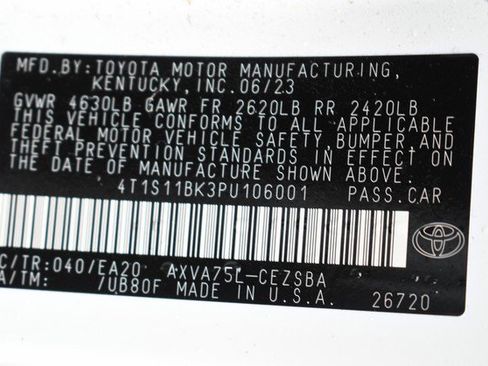 MFD.BY: TOYOTA MOTOR MANUFACTURING,
KENTUCKY, INC. 06/23
GVWR 4630LB GAWR FR 2620LB RR 2420LB
THIS VEHICLE CONFORMS TO ALL APPLICABLE
FEDERAL MOTOR VEHICLE SAFETY, BUMPER, AND
THEFT PREVENTION STANDARDS IN EFFECT ON
THE DATE OF MANUFACTURE SHOWN ABOVE.
4T1S11BK3PU106001 PASS.CAR
C/TR: 040/EA20 AXVA75L-CEZSBA
A/TM: /UB80F MADE IN U.S.A. 26720